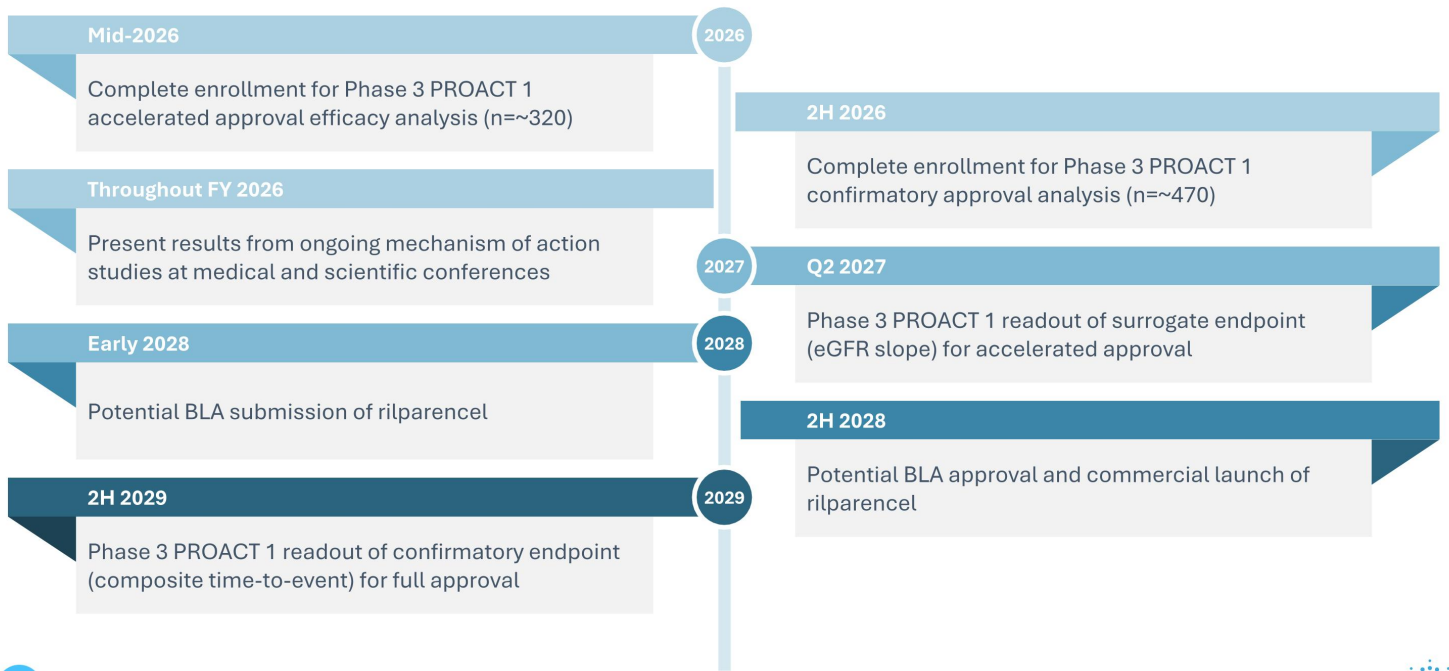 Mid-2026
2026
Complete enrollment for Phase 3 PROACT 1
accelerated approval efficacy analysis (n=~320)
2H 2026
Complete enrollment for Phase 3 PROACT 1
confirmatory approval analysis (n=~470)
Throughout FY 2026
Present results from ongoing mechanism of action
studies at medical and scientific conferences
2027
Q2 2027
Phase 3 PROACT 1 readout of surrogate endpoint
(eGFR slope) for accelerated approval
Early 2028
2028
Potential BLA submission of rilparencel
2H 2028
Potential BLA approval and commercial launch of
rilparencel
2H 2029
2029
Phase 3 PROACT 1 readout of confirmatory endpoint
(composite time-to-event) for full approval